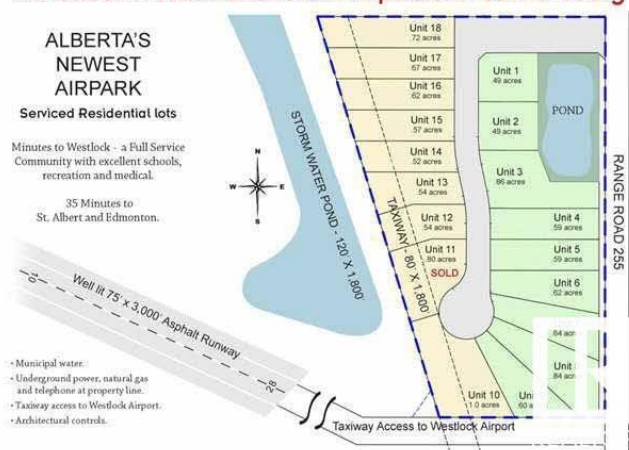 ALBERTA'S
NEWEST
AIRPARK
Serviced Residential lots
Minutes to Westlock - a Full Service
Community with excellent schools,
recreation and medical.
35 Minutes to
St. Albert and Edmonton.
N
W E
S
STORM WATER POND - 120' X 1,800'
Well lit 75' x 3,000' Asphalt Runway
10
28
• Municipal water.
• Underground power, natural gas
and telephone at property line.
• Taxiway access to Westlock Airport.
• Architectural controls.
Unit 18
.72 acres
Unit 17
.67 acres
Unit 16
.62 acres
Unit 15
.57 acres
Unit 14
.52 acres
Unit 13
.54 acres
Unit 12
.54 acres
Unit 11
.80 acres
SOLD
TAXIWAY - 80' X 1,800'
Unit 10
1.0 acres
Unit 1
.49 acres
Unit 2
.49 acres
Unit 3
.86 acres
Unit 4
.59 acres
Unit 5
.59 acres
Unit 6
.62 acres
.64
.84 acres
POND
RANGE ROAD 255
Taxiway Access to Westlock Airport